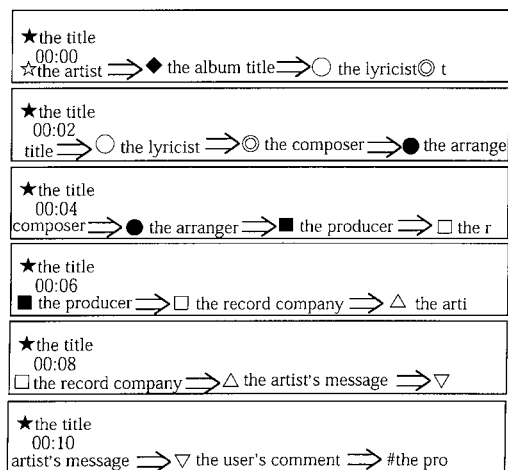 ★the title
00:00
☆the artist ⇒ ◆ the album title ⇒ ○ the lyricist ◎ t
★the title
00:02
title ⇒ ○ the lyricist ⇒ ◎ the composer ⇒ ● the arrange
★the title
00:04
composer ⇒ ● the arranger ⇒ ■ the producer ⇒ □ the r
★the title
00:06
■ the producer ⇒ □ the record company ⇒ △ the arti
★the title
00:08
□ the record company ⇒ △ the artist's message ⇒ ▽
★the title
00:10
artist's message ⇒ ▽ the user's comment ⇒ #the pro